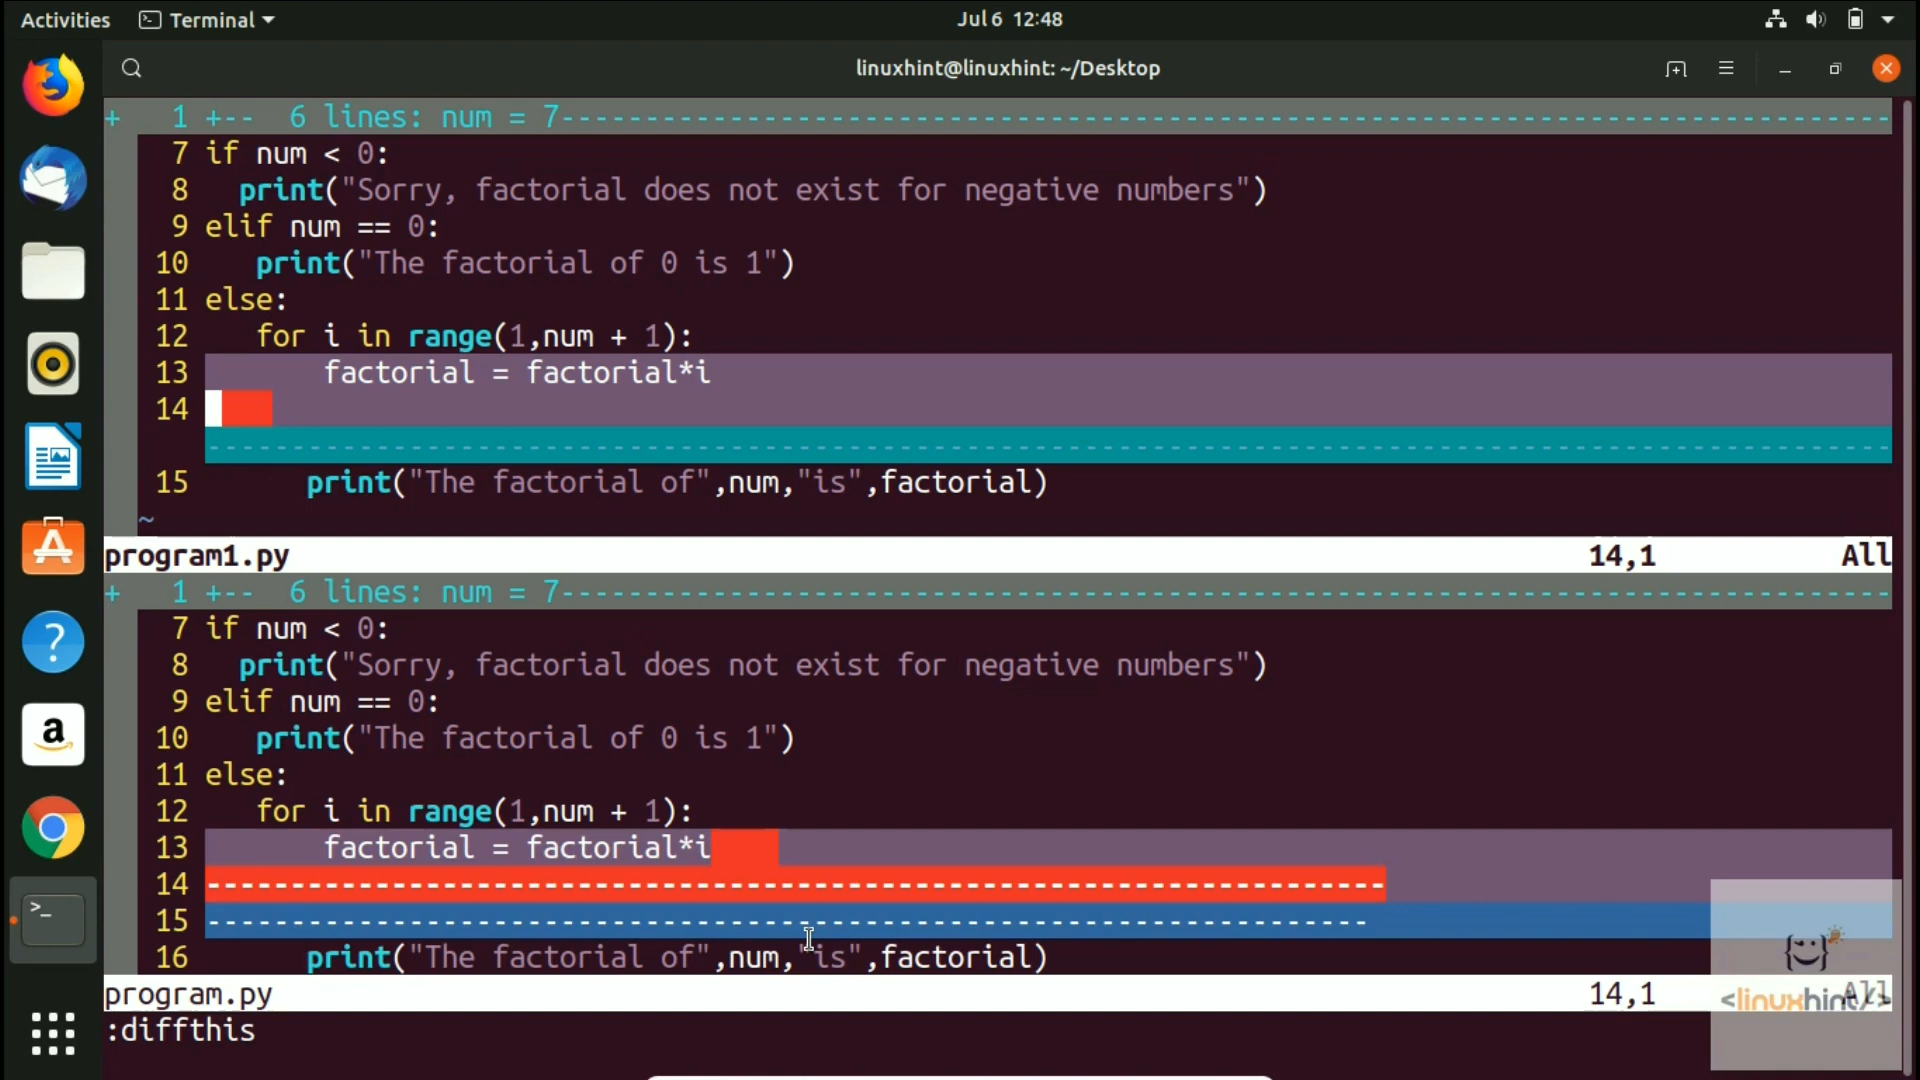 Activities Terminal Jul 6 12:48
linuxhint@linuxhint: ~/Desktop
+ 1 +-- 6 lines: num = 7--------------------------------------------------------------------------------
7 if num < 0:
8 print("Sorry, factorial does not exist for negative numbers")
9 elif num == 0:
10 print("The factorial of 0 is 1")
11 else:
12 for i in range(1,num + 1):
13 factorial = factorial*i
14
----------------------------------------------------------------------------------------------------
15 print("The factorial of",num,"is",factorial)
~
program1.py 14,1 All
+ 1 +-- 6 lines: num = 7--------------------------------------------------------------------------------
7 if num < 0:
8 print("Sorry, factorial does not exist for negative numbers")
9 elif num == 0:
10 print("The factorial of 0 is 1")
11 else:
12 for i in range(1,num + 1):
13 factorial = factorial*i
14 ----------------------------------------------------------------------
15 ---------------------------------------------------------------------
16 print("The factorial of",num,"is",factorial)
program.py 14,1 All
<linuxhint/>
:diffthis